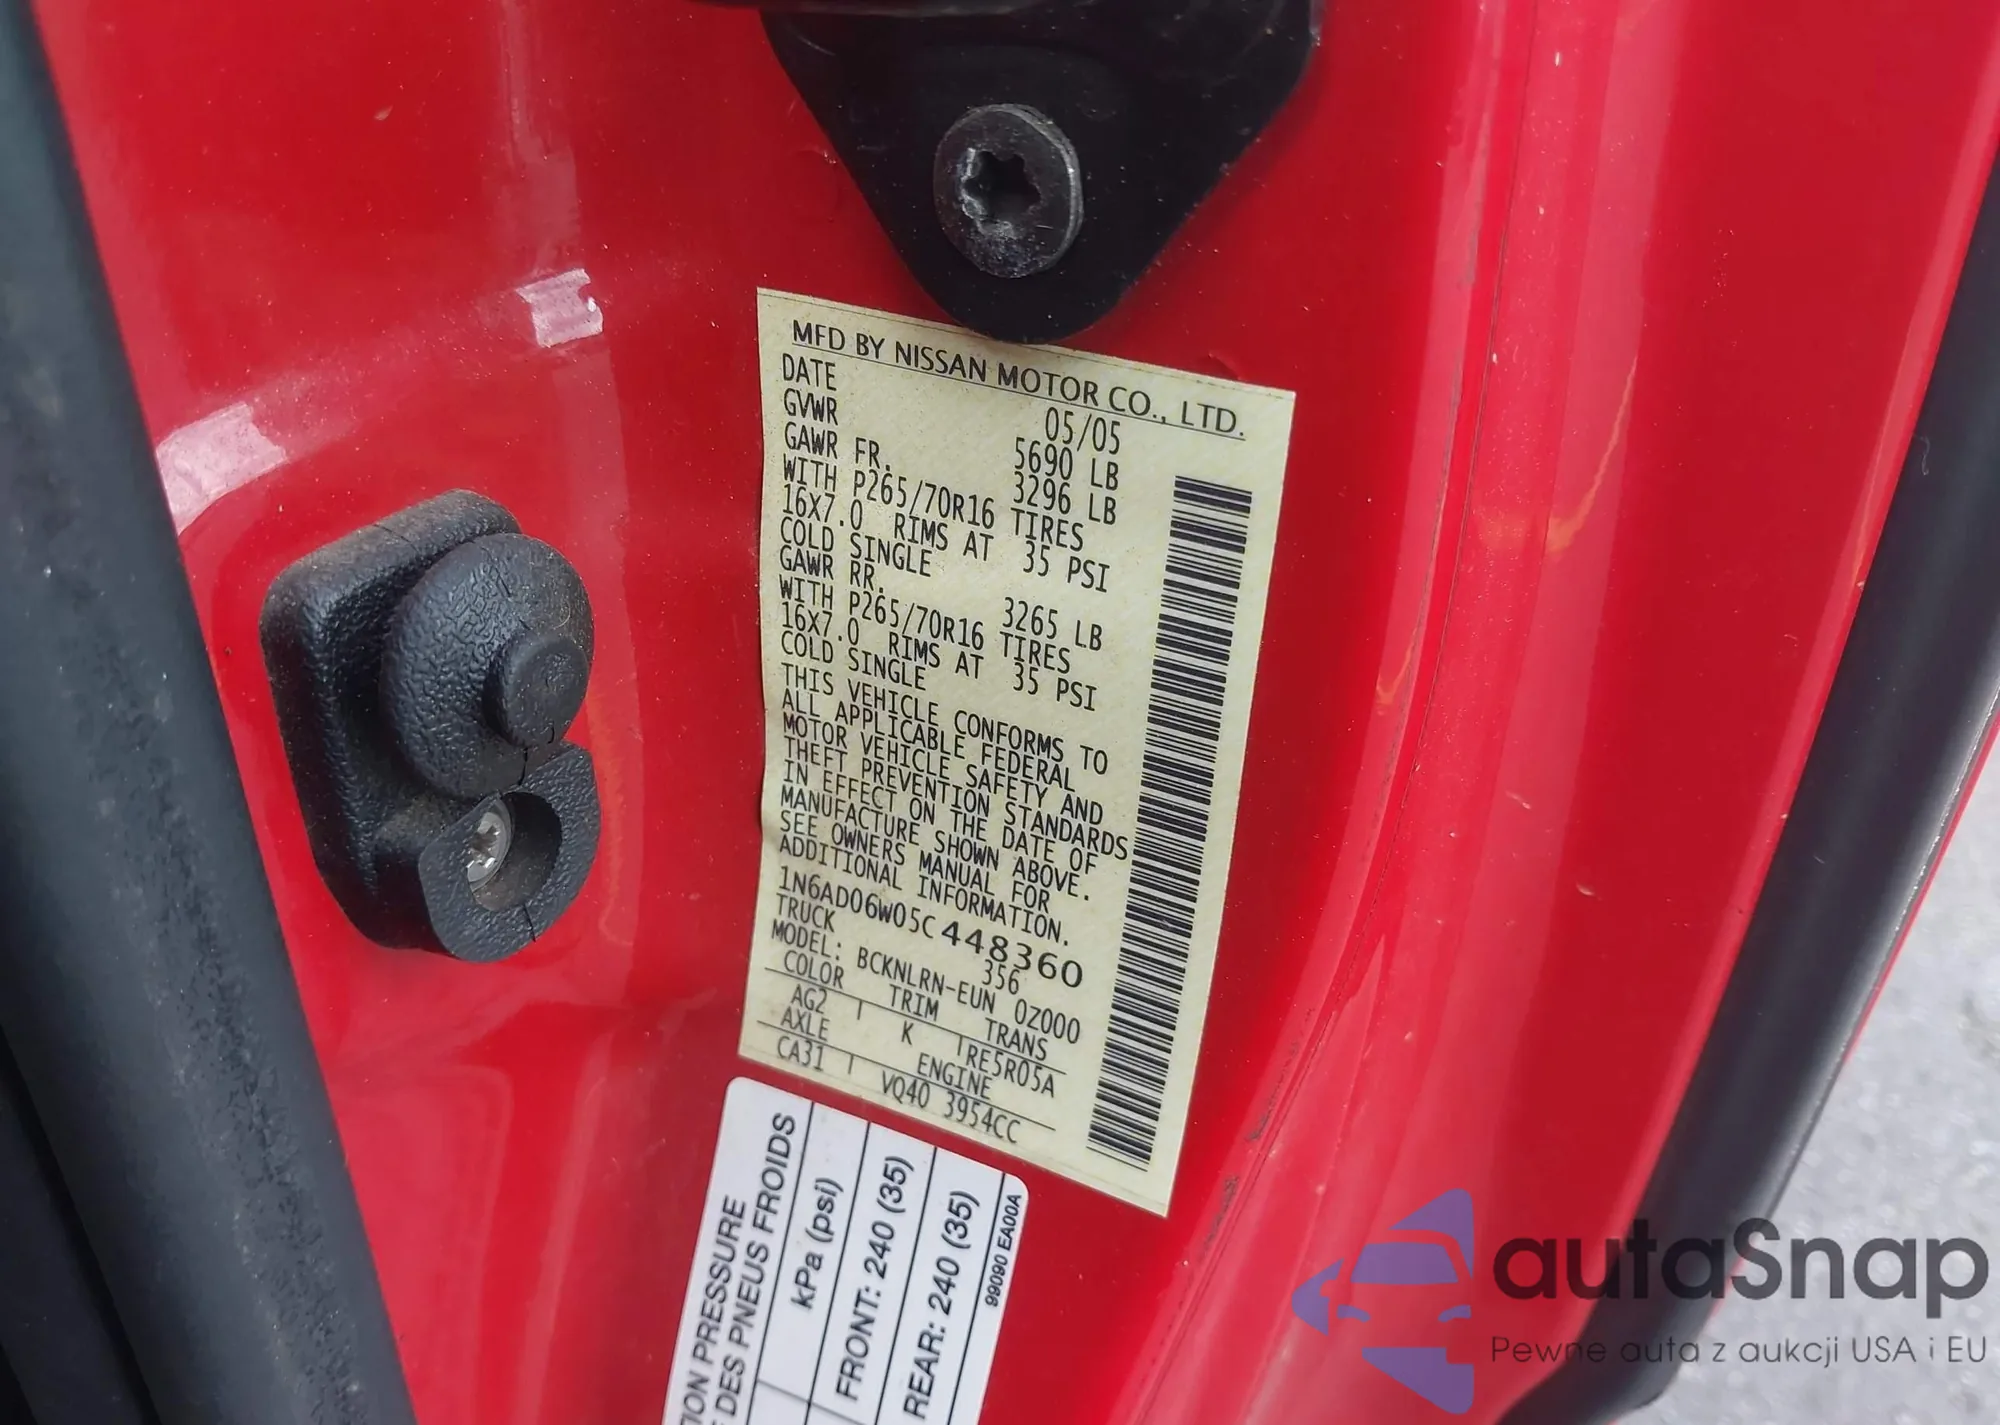 MFD BY NISSAN MOTOR CO., LTD.
DATE 05/05
GVWR 5690 LB
GAWR FR. 3296 LB
WITH P265/70R16 TIRES
16X7.0 RIMS AT 35 PSI
COLD SINGLE
GAWR RR. 3265 LB
WITH P265/70R16 TIRES
16X7.0 RIMS AT 35 PSI
COLD SINGLE
THIS VEHICLE CONFORMS TO
ALL APPLICABLE FEDERAL
MOTOR VEHICLE SAFETY AND
THEFT PREVENTION STANDARDS
IN EFFECT ON THE DATE OF
MANUFACTURE SHOWN ABOVE.
SEE OWNERS MANUAL FOR
ADDITIONAL INFORMATION.
1N6AD06W05C448360
TRUCK 356
MODEL: BCKNLRN-EUN 0Z000
COLOR TRIM TRANS
AG2 K RE5R05A
AXLE ENGINE
CA31 VQ40 3954CC
TION PRESSURE
DES PNEUS FROIDS
kPa (psi)
FRONT: 240 (35)
REAR: 240 (35)
99090 EA00A
autaSnap
Pewne auta z aukcji USA i EU